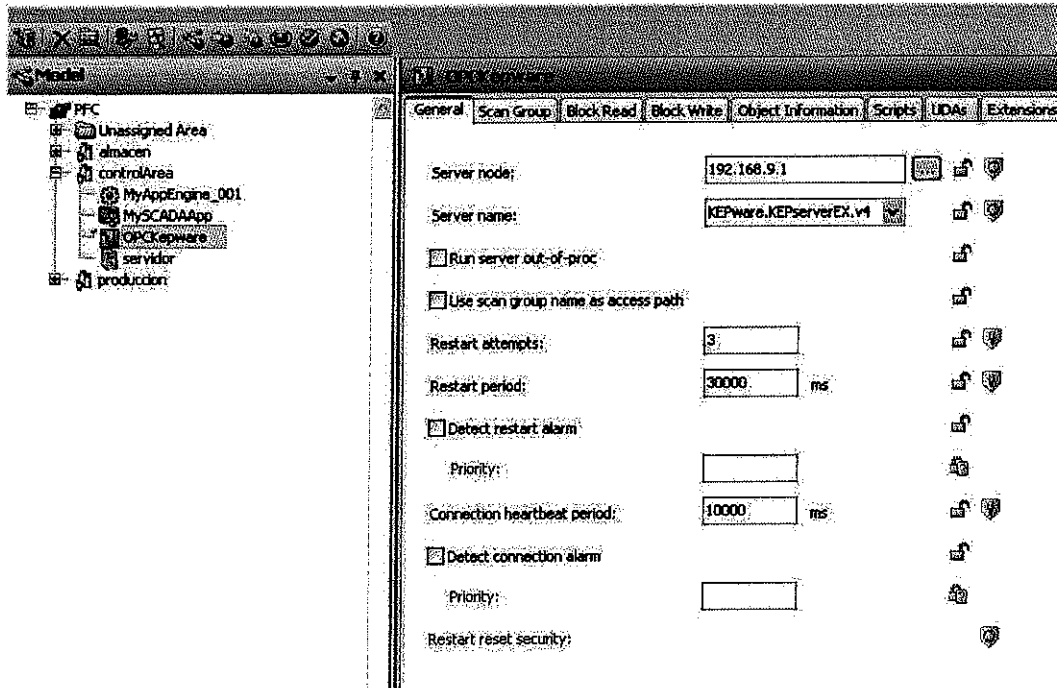 Model
PFC
Unassigned Area
almacen
controlArea
MyAppEngine_001
MySCADAApp
OPCKepware
servidor
produccion
OPCKepware
General Scan Group Block Read Block Write Object Information Scripts UDAs Extensions
Server node: 192.168.9.1
Server name: KEPware.KEPserverEX.v4
Run server out-of-proc
Use scan group name as access path
Restart attempts: 3
Restart period: 30000 ms
Detect restart alarm
Priority:
Connection heartbeat period: 10000 ms
Detect connection alarm
Priority:
Restart reset security: